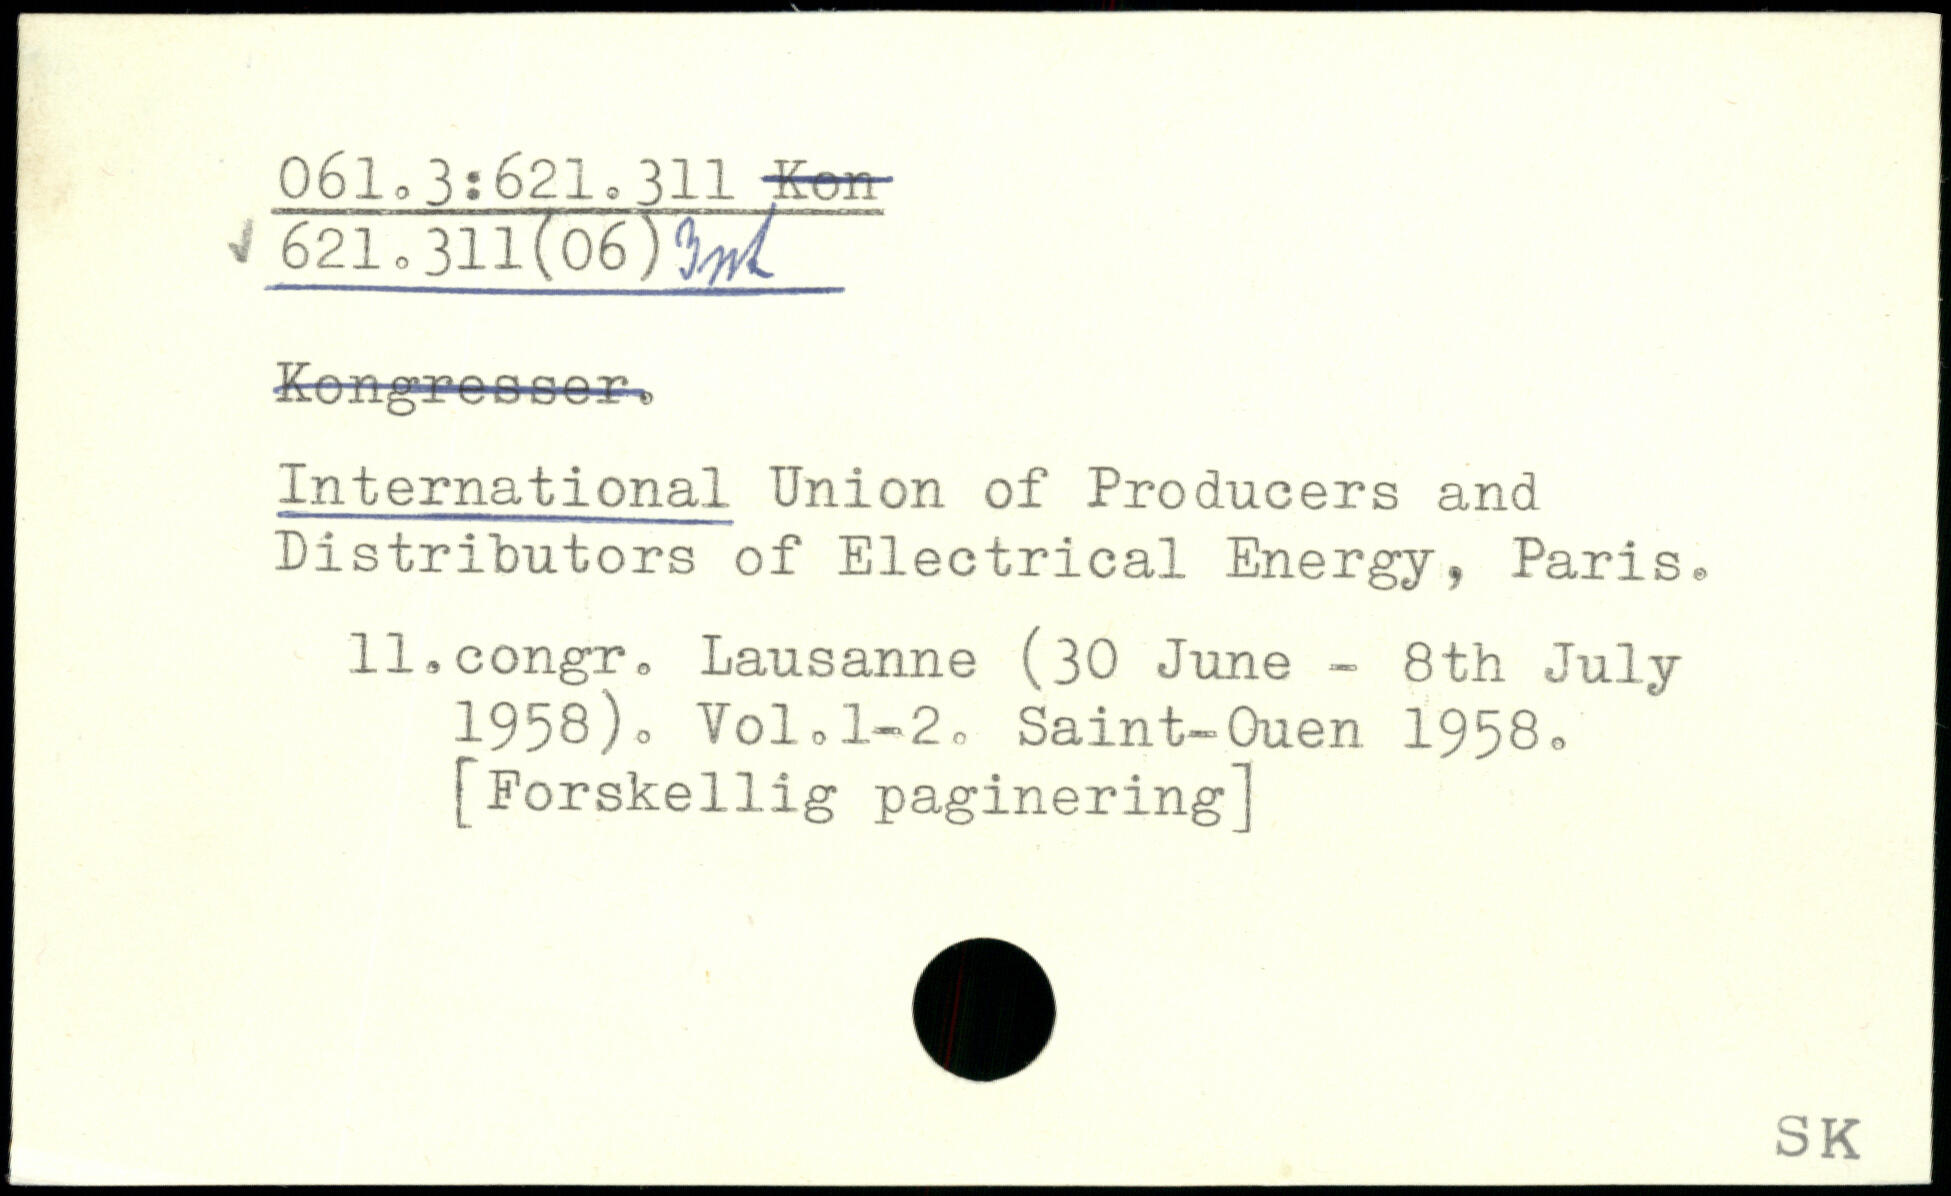 061.3:621.311 Kon
621.311(06) Int
Kongresser.
International Union of Producers and
Distributors of Electrical Energy, Paris.
11.congr. Lausanne (30 June - 8th July
1958). Vol.1-2. Saint-Ouen 1958.
[Forskellig paginering]
SK